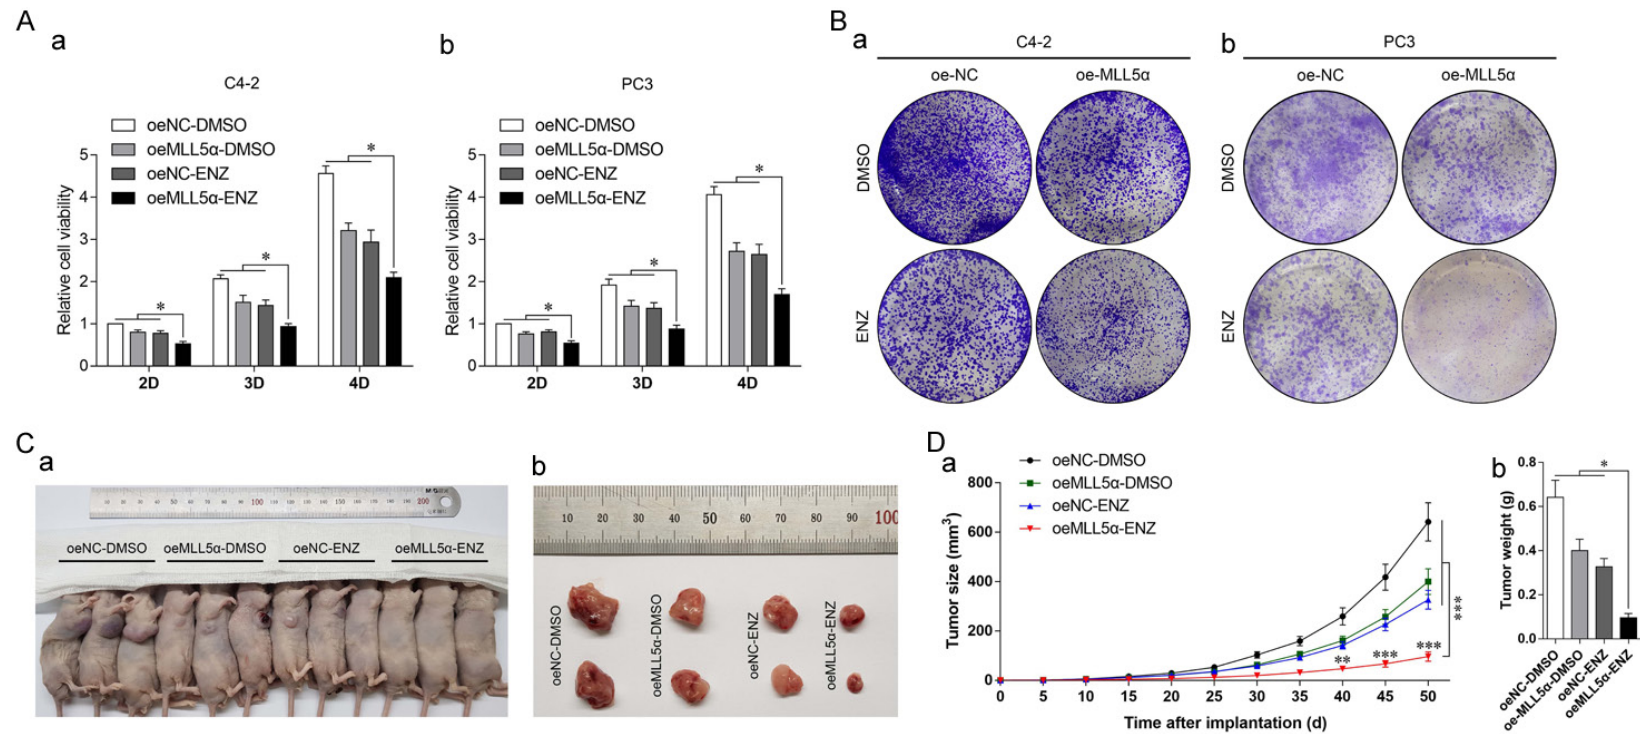 A
a
C4-2
oeNC-DMSO
oeMLL5α-DMSO
oeNC-ENZ
oeMLL5α-ENZ
Relative cell viability
5
4
3
2
1
0
*
*
*
2D
3D
4D
b
PC3
oeNC-DMSO
oeMLL5α-DMSO
oeNC-ENZ
oeMLL5α-ENZ
Relative cell viability
5
4
3
2
1
0
*
*
*
2D
3D
4D
B
a
C4-2
oe-NC
oe-MLL5α
DMSO
ENZ
b
PC3
oe-NC
oe-MLL5α
DMSO
ENZ
C
a
100
200
oeNC-DMSO
oeMLL5α-DMSO
oeNC-ENZ
oeMLL5α-ENZ
b
10 20 30 40 50 60 70 80 90 100
oeNC-DMSO
oeMLL5α-DMSO
oeNC-ENZ
oeMLL5α-ENZ
D
a
oeNC-DMSO
oeMLL5α-DMSO
oeNC-ENZ
oeMLL5α-ENZ
Tumor size (mm3)
800
600
400
200
0
** *** ***
***
0 5 10 15 20 25 30 35 40 45 50
Time after implantation (d)
b
Tumor weight (g)
0.8
0.6
0.4
0.2
0.0
*
oeNC-DMSO
oe-MLL5α-DMSO
oeNC-ENZ
oeMLL5α-ENZ